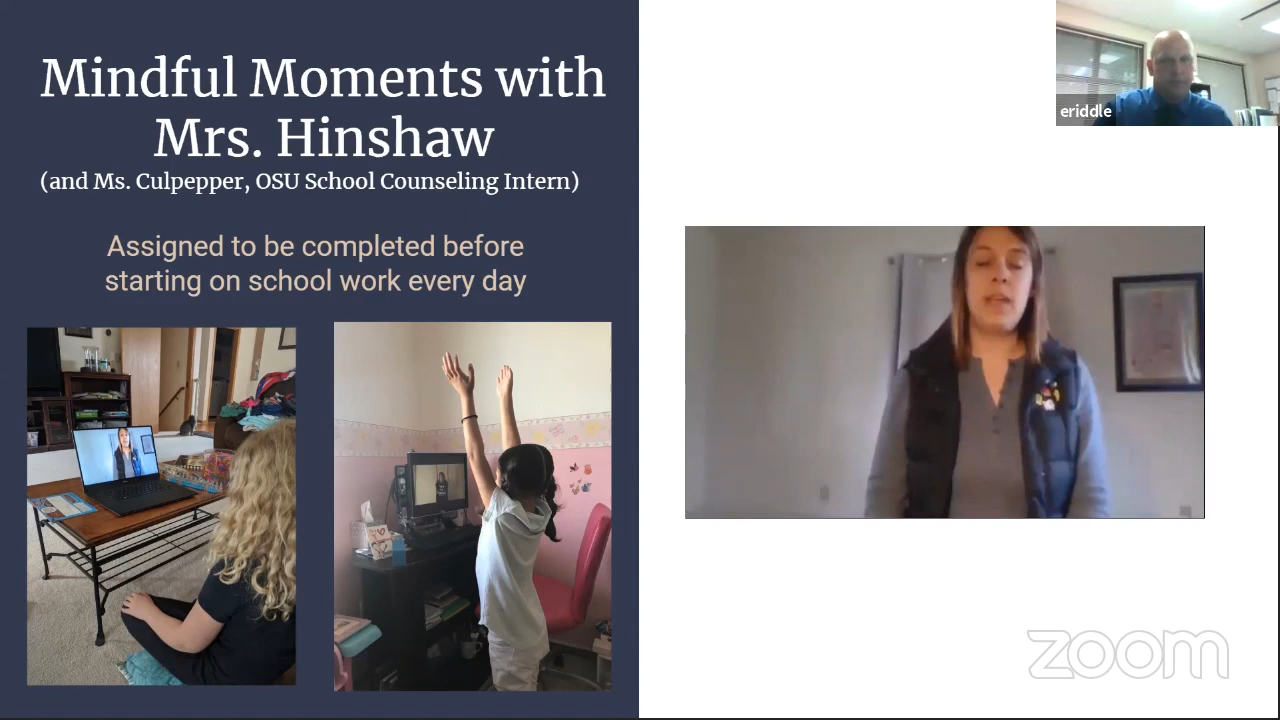 Mindful Moments with
Mrs. Hinshaw
(and Ms. Culpepper, OSU School Counseling Intern)
Assigned to be completed before
starting on school work every day
eriddle
zoom